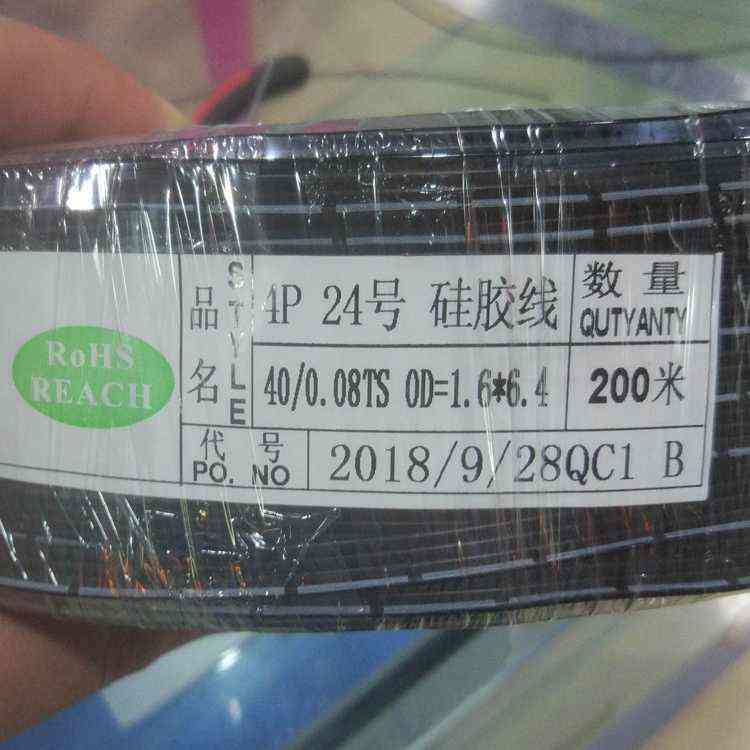 RoHS
REACH
品名
STYLE
4P 24号 硅胶线
数量
QUTYANTY
40/0.08TS OD=1.6*6.4
200米
代号
PO. NO
2018/9/28QC1 B